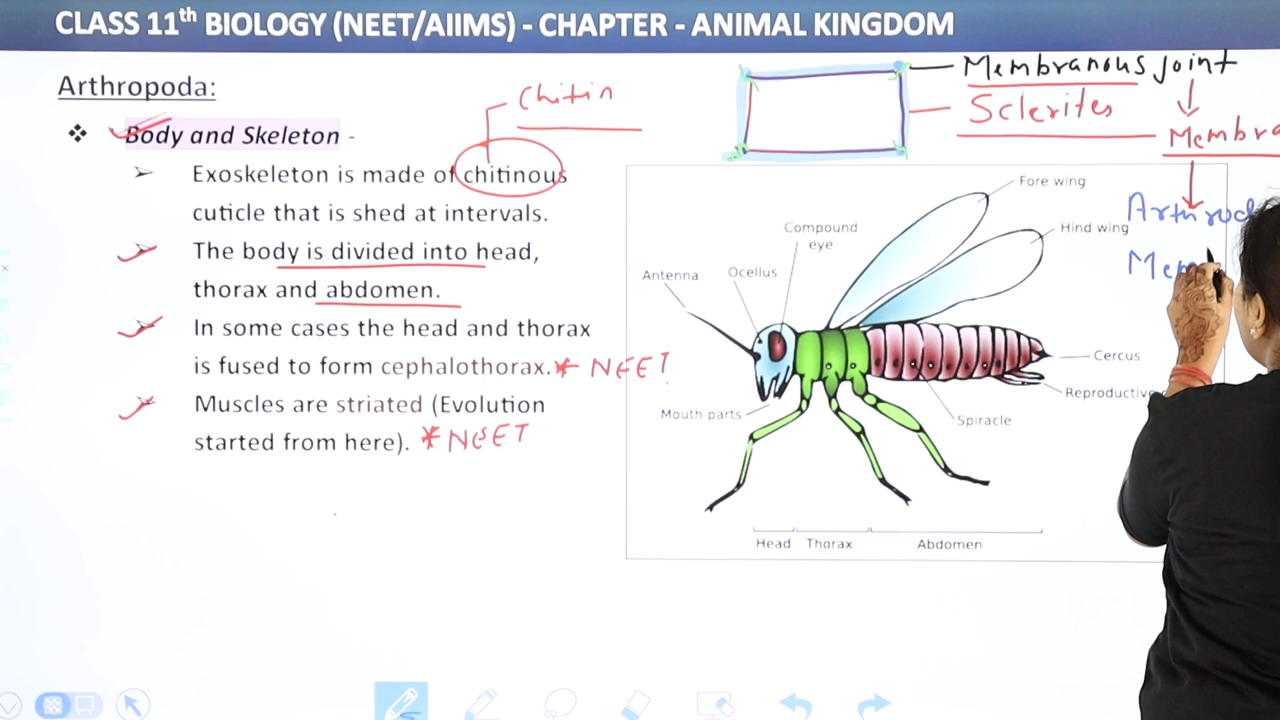 CLASS 11th BIOLOGY (NEET/AIIMS) - CHAPTER - ANIMAL KINGDOM
Arthropoda:
Body and Skeleton -
Exoskeleton is made of chitinous
cuticle that is shed at intervals.
The body is divided into head,
thorax and abdomen.
In some cases the head and thorax
is fused to form cephalothorax.* NEET
Muscles are striated (Evolution
started from here). * NEET
Chitin
Membranous joint
Sclerites
Fore wing
Hind wing
Compound
eye
Antenna
Ocellus
Cercus
Reproductive
Mouth parts
Spiracle
Head
Thorax
Abdomen